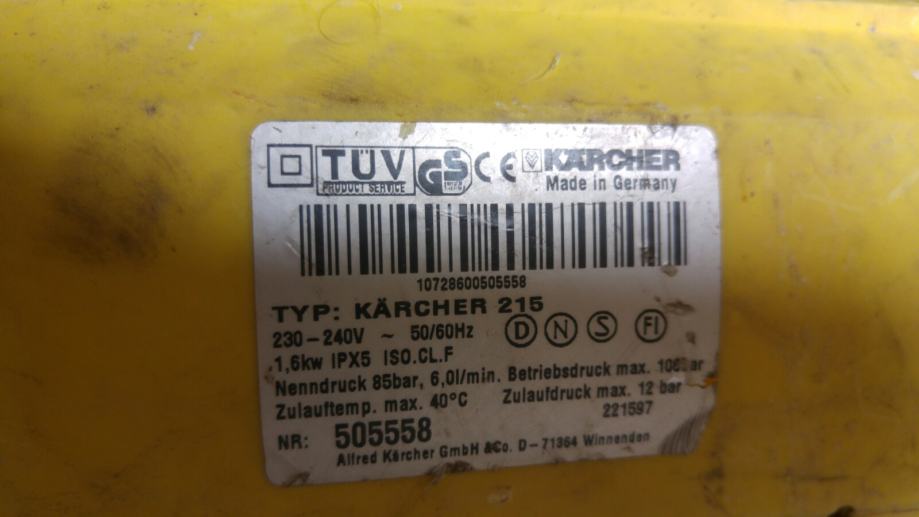 TÜV
PRODUCT SERVICE
GS
CE
KÄRCHER
Made in Germany
10728600505558
TYP: KÄRCHER 215
230-240V ~ 50/60Hz
D N S FI
1,6kw IPX5 ISO.CL.F
Nenndruck 85bar, 6,0l/min. Betriebsdruck max.
Zulauftemp. max. 40°C Zulaufdruck max. 12 bar
221597
NR: 505558
Alfred Kärcher GmbH &Co. D-71364 Winnenden